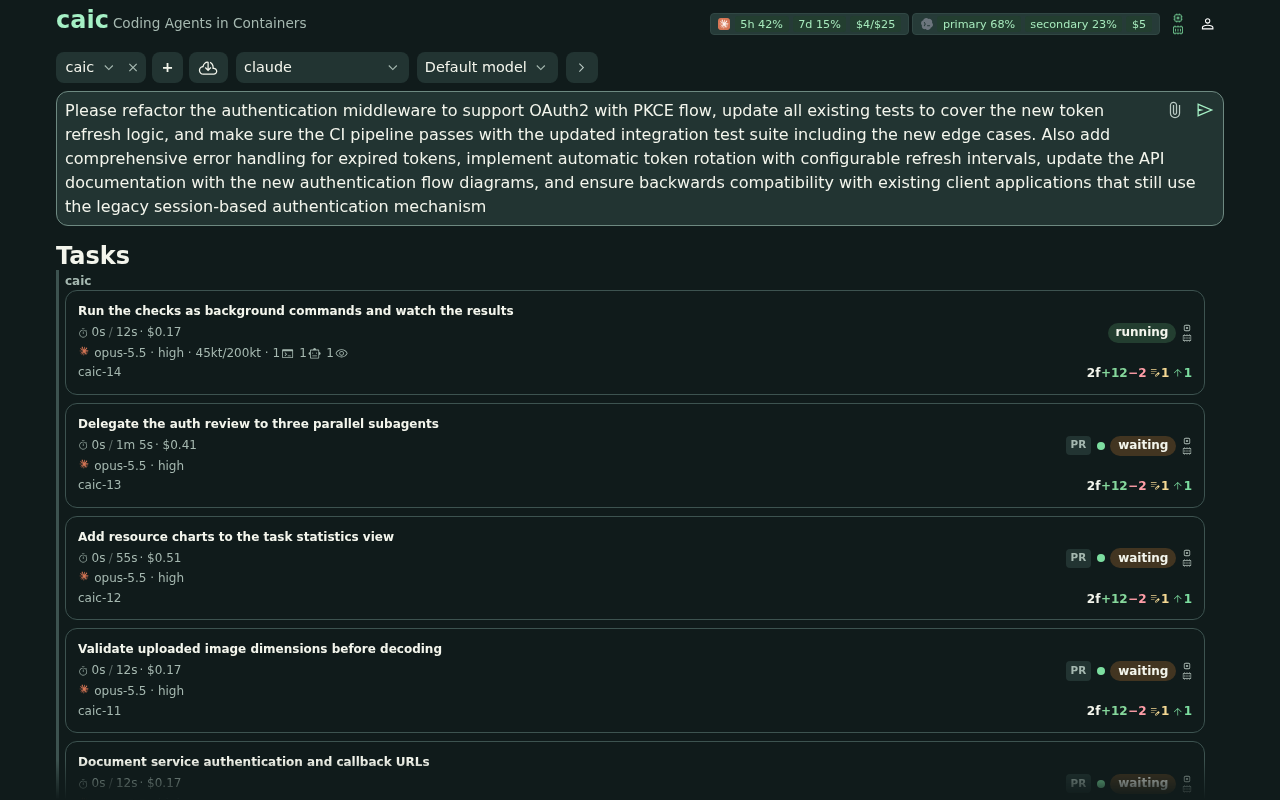 caic Coding Agents in Containers
5h 42% 7d 15% $4/$25
primary 68% secondary 23% $5
caic
+
claude
Default model
Please refactor the authentication middleware to support OAuth2 with PKCE flow, update all existing tests to cover the new token
refresh logic, and make sure the CI pipeline passes with the updated integration test suite including the new edge cases. Also add
comprehensive error handling for expired tokens, implement automatic token rotation with configurable refresh intervals, update the API
documentation with the new authentication flow diagrams, and ensure backwards compatibility with existing client applications that still use
the legacy session-based authentication mechanism
Tasks
caic
Run the checks as background commands and watch the results
0s / 12s · $0.17
running
opus-5.5 · high · 45kt/200kt · 1 1 1
caic-14
2f+12−2 1 ↑1
Delegate the auth review to three parallel subagents
0s / 1m 5s · $0.41
PR waiting
opus-5.5 · high
caic-13
2f+12−2 1 ↑1
Add resource charts to the task statistics view
0s / 55s · $0.51
PR waiting
opus-5.5 · high
caic-12
2f+12−2 1 ↑1
Validate uploaded image dimensions before decoding
0s / 12s · $0.17
PR waiting
opus-5.5 · high
caic-11
2f+12−2 1 ↑1
Document service authentication and callback URLs
0s / 12s · $0.17
PR waiting